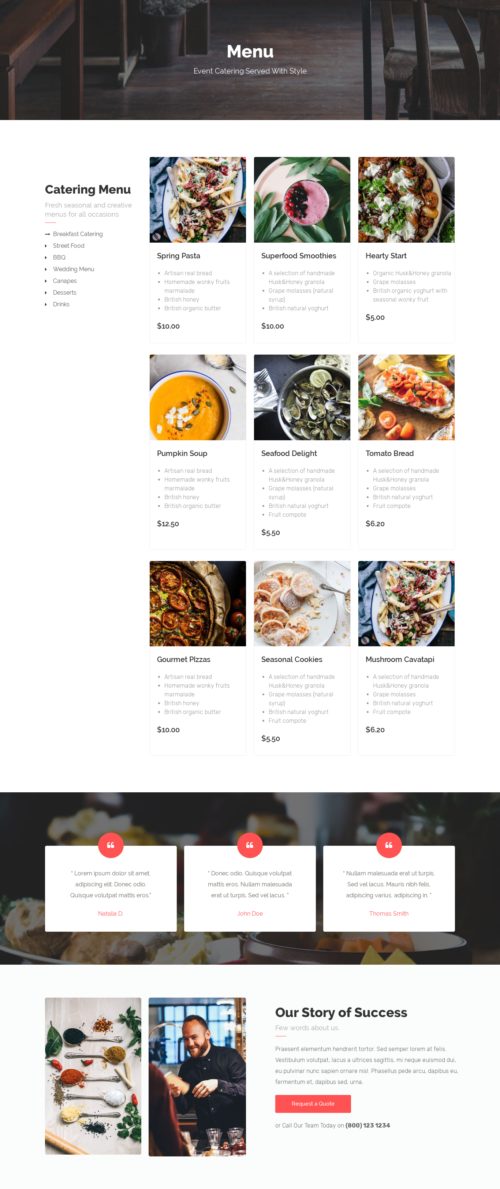 Menu
Event Catering Served With Style
Catering Menu
Fresh seasonal and creative
menus for all occasions
Breakfast Catering
Street Food
BBQ
Wedding Menu
Canapes
Desserts
Drinks
Spring Pasta
Artisan real bread
Homemade wonky fruits
marmalade
British honey
British organic butter
$10.00
Superfood Smoothies
A selection of handmade
Husk&Honey granola
Grape molasses (natural
syrup)
British natural yoghurt
$10.00
Hearty Start
Organic Husk&Honey granola
Grape molasses
British organic yoghurt with
seasonal wonky fruit
$5.00
Pumpkin Soup
Artisan real bread
Homemade wonky fruits
marmalade
British honey
British organic butter
$12.50
Seafood Delight
A selection of handmade
Husk&Honey granola
Grape molasses (natural
syrup)
British natural yoghurt
Fruit compote
$5.50
Tomato Bread
A selection of handmade
Husk&Honey granola
Grape molasses
British natural yoghurt
Fruit compote
$6.20
Gourmet Pizzas
Artisan real bread
Homemade wonky fruits
marmalade
British honey
British organic butter
$10.00
Seasonal Cookies
A selection of handmade
Husk&Honey granola
Grape molasses (natural
syrup)
British natural yoghurt
Fruit compote
$5.50
Mushroom Cavatapi
A selection of handmade
Husk&Honey granola
Grape molasses
British natural yoghurt
Fruit compote
$6.20
" Lorem ipsum dolor sit amet,
adipiscing elit. Donec odio.
Quisque volutpat mattis eros."
Natalia D
" Donec odio. Quisque volutpat
mattis eros. Nullam malesuada
erat ut turpis. Sed vel lacus. "
John Doe
" Nullam malesuada erat ut turpis.
Sed vel lacus. Mauris nibh felis,
adipiscing varius, adipiscing in. "
Thomas Smith
Our Story of Success
Few words about us.
Praesent elementum hendrerit tortor. Sed semper lorem at felis.
Vestibulum volutpat, lacus a ultrices sagittis, mi neque euismod dui,
eu pulvinar nunc sapien ornare nisl. Phasellus pede arcu, dapibus eu,
fermentum et, dapibus sed, urna.
Request a Quote
or Call Our Team Today on (800) 123 1234